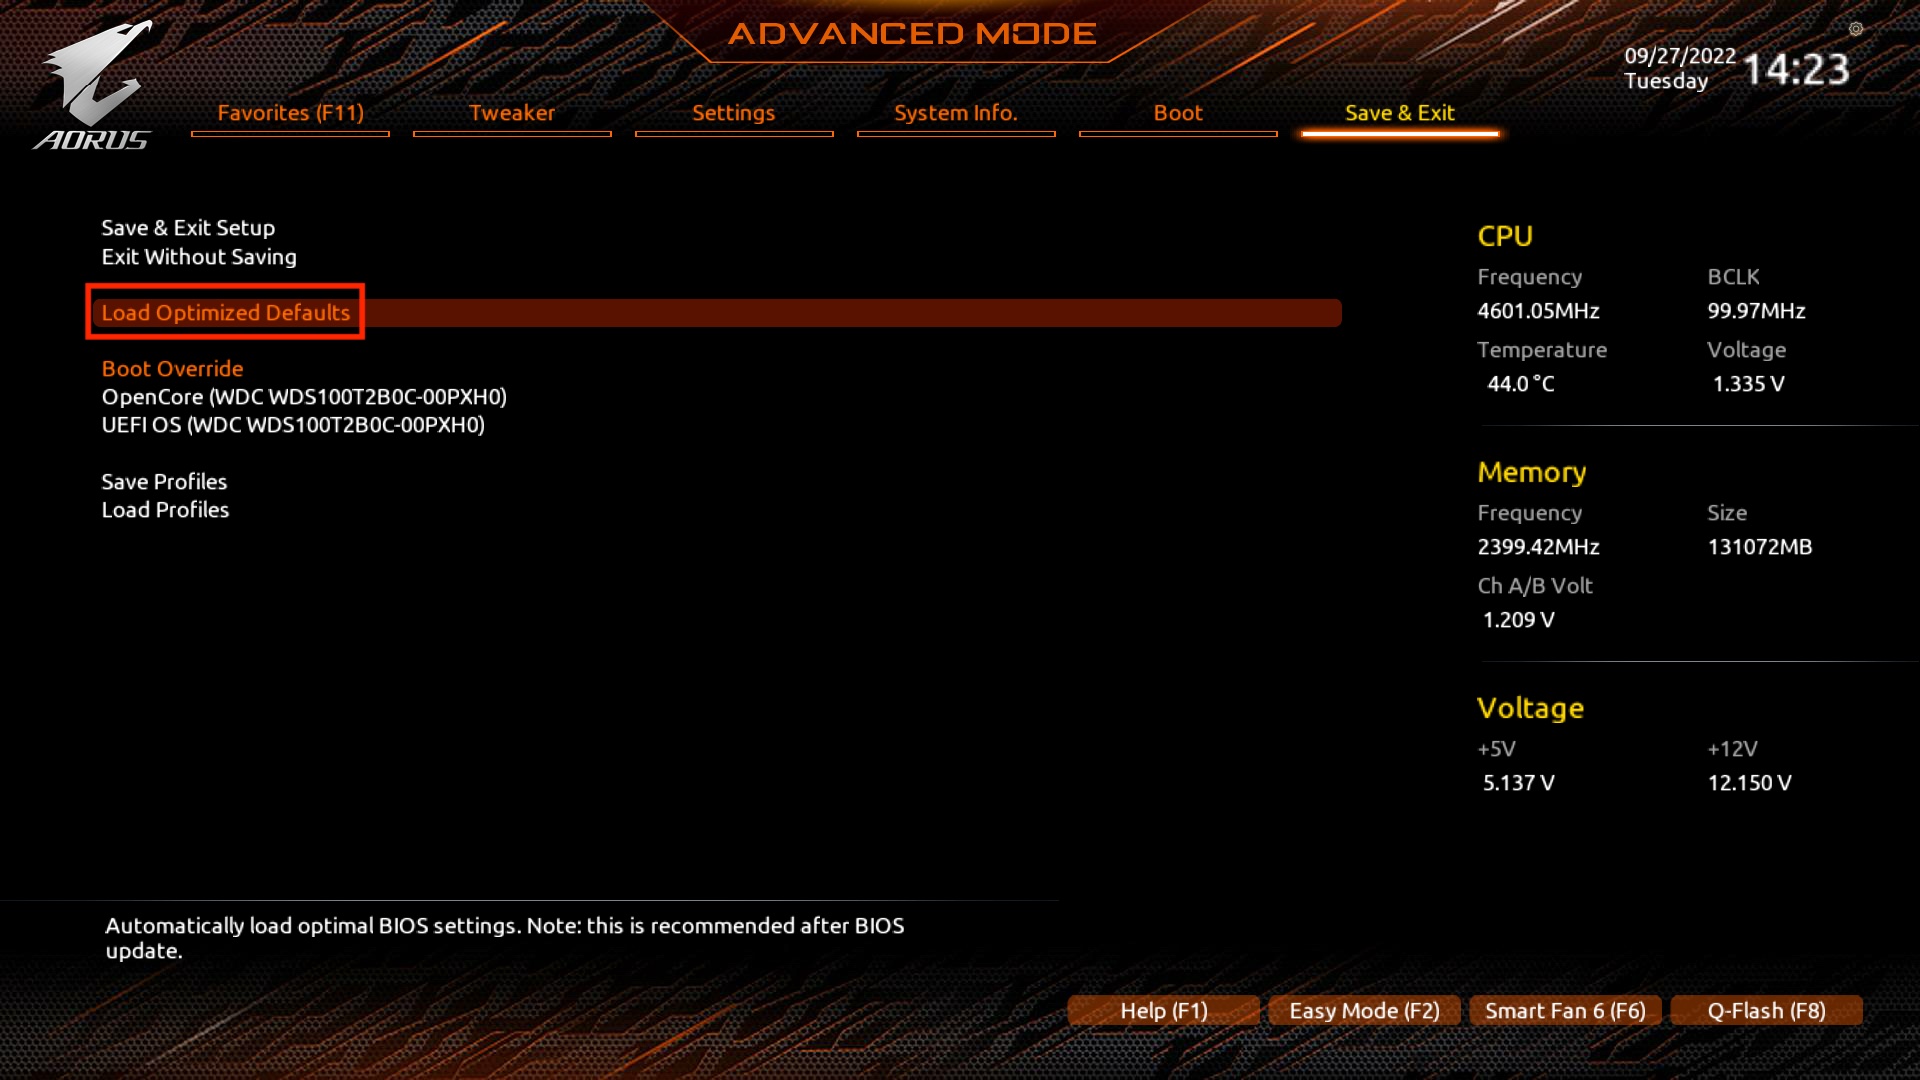 ADVANCED MODE
09/27/2022
Tuesday
14:23
AORUS
Favorites (F11)
Tweaker
Settings
System Info.
Boot
Save & Exit
Save & Exit Setup
Exit Without Saving
Load Optimized Defaults
Boot Override
OpenCore (WDC WDS100T2B0C-00PXH0)
UEFI OS (WDC WDS100T2B0C-00PXH0)
Save Profiles
Load Profiles
CPU
Frequency BCLK
4601.05MHz 99.97MHz
Temperature Voltage
44.0 °C 1.335 V
Memory
Frequency Size
2399.42MHz 131072MB
Ch A/B Volt
1.209 V
Voltage
+5V +12V
5.137 V 12.150 V
Automatically load optimal BIOS settings. Note: this is recommended after BIOS
update.
Help (F1)
Easy Mode (F2)
Smart Fan 6 (F6)
Q-Flash (F8)